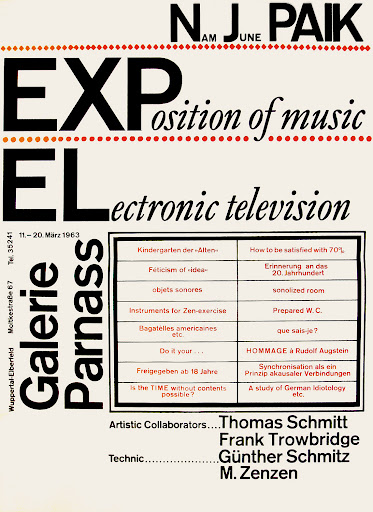 NAM JUNE PAIK
EXPosition of music
ELectronic television
11.–20. März 1963
Galerie
Parnass
Wuppertal-Elberfeld Moltkestraße 67 Tel. 35241
Kindergarten der «Alten»
How to be satisfied with 70%
Féticism of «idea»
Erinnerung an das
20. Jahrhundert
objets sonores
sonolized room
Instruments for Zen-exercise
Prepared W. C.
Bagatèlles americaines
etc.
que sais-je?
Do it your . . .
HOMMAGE à Rudolf Augstein
Freigegeben ab 18 Jahre
Synchronisation als ein
Prinzip akausaler Verbindungen
Is the TIME without contents
possible?
A study of German Idiotology
etc.
Artistic Collaborators....Thomas Schmitt
Frank Trowbridge
Technic....................Günther Schmitz
M. Zenzen